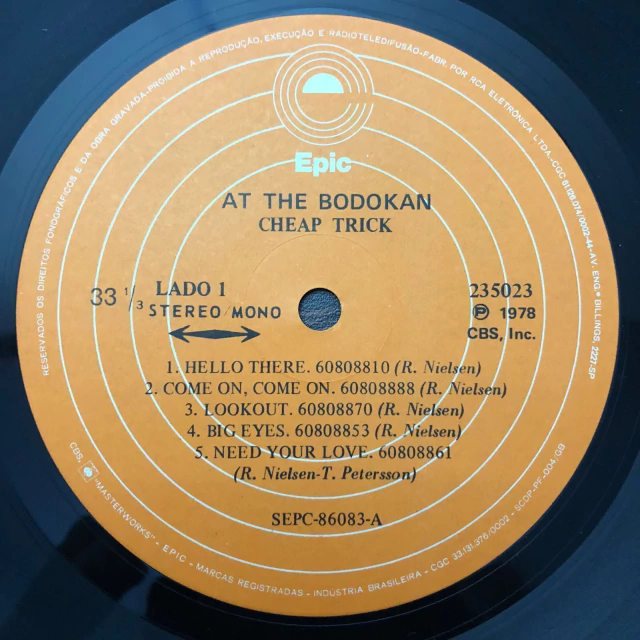 RESERVADOS OS DIREITOS FONOGRÁFICOS E DA OBRA GRAVADA-PROIBIDA A REPRODUÇÃO, EXECUÇÃO E RADIOTELEDIFUSÃO-FABR. POR RCA ELETRÔNICA LTDA.-CGC 61.126.074/0002-44-AV. ENG.º BILLINGS, 2227-SP
Epic
AT THE BODOKAN
CHEAP TRICK
33 1/3
LADO 1
STEREO/MONO
235023
℗ 1978
CBS, Inc.
1. HELLO THERE. 60808810 (R. Nielsen)
2. COME ON, COME ON. 60808888 (R. Nielsen)
3. LOOKOUT. 60808870 (R. Nielsen)
4. BIG EYES. 60808853 (R. Nielsen)
5. NEED YOUR LOVE. 60808861
(R. Nielsen-T. Petersson)
SEPC-86083-A
CBS, "MASTERWORKS" - EPIC - MARCAS REGISTRADAS - INDÚSTRIA BRASILEIRA - CGC 33.131.376/0002 - SCDP-PF-004/GB